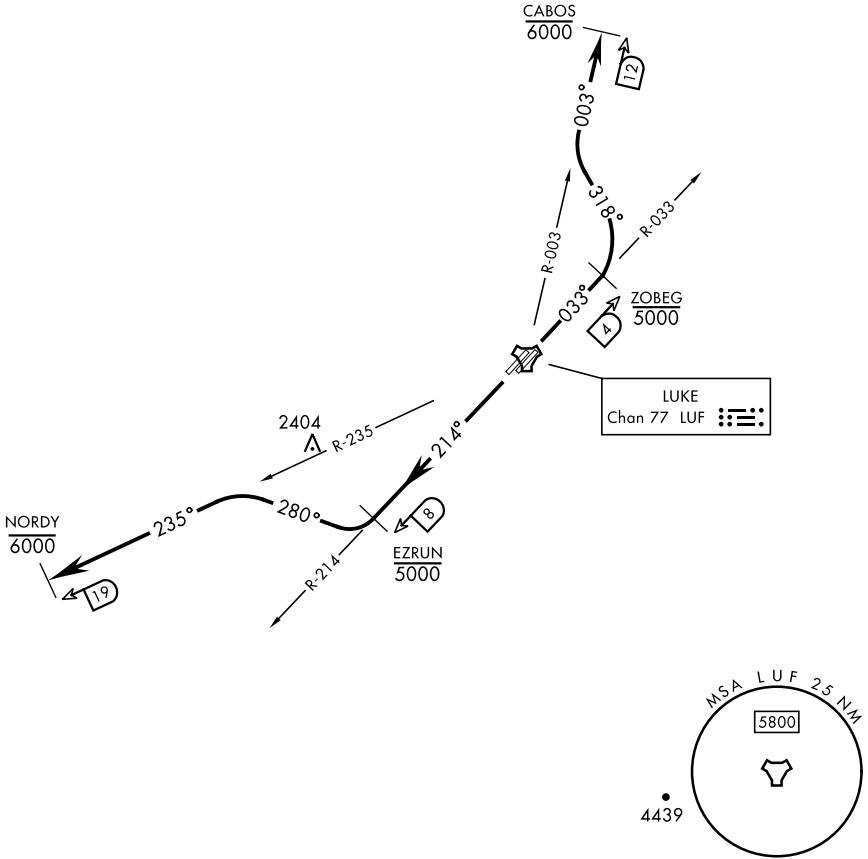 CABOS
6000
12
003°
318°
R-003
R-033
033°
ZOBEG
5000
4
LUKE
Chan 77 LUF
2404
R-235
214°
NORDY
6000
235°
280°
8
EZRUN
5000
19
R-214
MSA LUF 25 NM
5800
4439